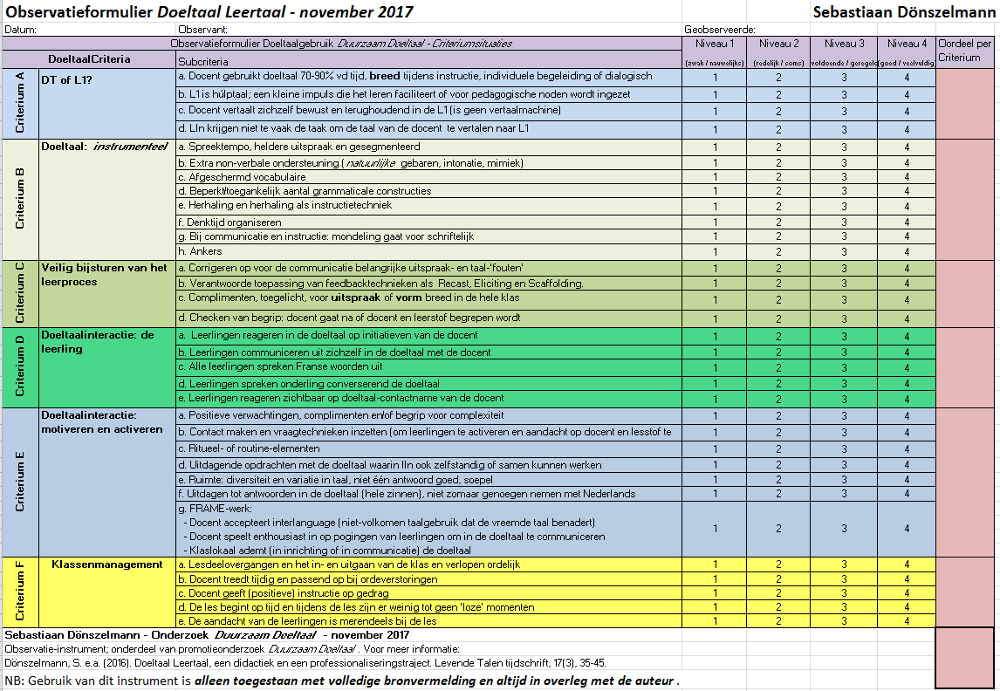 Observatieformulier Doeltaal Leertaal - november 2017 Sebastiaan Dönszelmann
Datum: Observant: Geobserveerde:
Observatieformulier Doeltaalgebruik Duurzaam Doeltaal - Criteriumsituaties Niveau 1 Niveau 2 Niveau 3 Niveau 4 Oordeel per Criterium
DoeltaalCriteria Subcriteria (zwak / nauwelijks) (redelijk / soms) voldoende / geregeld (goed / veelvuldig)
Criterium A
DT of L1?
a. Docent gebruikt doeltaal 70-90% vd tijd, breed tijdens instructie, individuele begeleiding of dialogisch 1 2 3 4
b. L1 is húlptaal; een kleine impuls die het leren faciliteert of voor pedagogische noden wordt ingezet 1 2 3 4
c. Docent vertaalt zichzelf bewust en terughoudend in de L1 (is geen vertaalmachine) 1 2 3 4
d. Lln krijgen niet te vaak de taak om de taal van de docent te vertalen naar L1 1 2 3 4
Criterium B
Doeltaal: instrumenteel
a. Spreektempo, heldere uitspraak en gesegmenteerd 1 2 3 4
b. Extra non-verbale ondersteuning ( natuurlijke gebaren, intonatie, mimiek) 1 2 3 4
c. Afgeschermd vocabulaire 1 2 3 4
d. Beperkt/toegankelijk aantal grammaticale constructies 1 2 3 4
e. Herhaling en herhaling als instructietechniek 1 2 3 4
f. Denktijd organiseren 1 2 3 4
g. Bij communicatie en instructie: mondeling gaat voor schriftelijk 1 2 3 4
h. Ankers 1 2 3 4
Criterium C
Veilig bijsturen van het
leerproces
a. Corrigeren op voor de communicatie belangrijke uitspraak- en taal-'fouten' 1 2 3 4
b. Verantwoorde toepassing van feedbacktechnieken als Recast, Eliciting en Scaffolding. 1 2 3 4
c. Complimenten, toegelicht, voor uitspraak of vorm breed in de hele klas 1 2 3 4
d. Checken van begrip: docent gaat na of docent en leerstof begrepen wordt 1 2 3 4
Criterium D
Doeltaalinteractie: de
leerling
a. Leerlingen reageren in de doeltaal op initiatieven van de docent 1 2 3 4
b. Leerlingen communiceren uit zichzelf in de doeltaal met de docent 1 2 3 4
c. Alle leerlingen spreken Franse woorden uit 1 2 3 4
d. Leerlingen spreken onderling converserend de doeltaal 1 2 3 4
e. Leerlingen reageren zichtbaar op doeltaal-contactname van de docent 1 2 3 4
Criterium E
Doeltaalinteractie:
motiveren en activeren
a. Positieve verwachtingen, complimenten en/of begrip voor complexiteit 1 2 3 4
b. Contact maken en vraagtechnieken inzetten (om leerlingen te activeren en aandacht op docent en lesstof te 1 2 3 4
c. Ritueel- of routine-elementen 1 2 3 4
d. Uitdagende opdrachten met de doeltaal waarin lln ook zelfstandig of samen kunnen werken 1 2 3 4
e. Ruimte: diversiteit en variatie in taal, niet één antwoord goed, soepel 1 2 3 4
f. Uitdagen tot antwoorden in de doeltaal (hele zinnen), niet zomaar genoegen nemen met Nederlands 1 2 3 4
g. FRAME-werk:
- Docent accepteert interlanguage (niet-volkomen taalgebruik dat de vreemde taal benadert)
- Docent speelt enthousiast in op pogingen van leerlingen om in de doeltaal te communiceren
- Klaslokaal ademt (in inrichting of in communicatie) de doeltaal 1 2 3 4
Criterium F
Klassenmanagement
a. Lesdeelovergangen en het in- en uitgaan van de klas en verlopen ordelijk 1 2 3 4
b. Docent treedt tijdig en passend op bij ordeverstoringen 1 2 3 4
c. Docent geeft (positieve) instructie op gedrag 1 2 3 4
d. De les begint op tijd en tijdens de les zijn er weinig tot geen 'loze' momenten 1 2 3 4
e. De aandacht van de leerlingen is merendeels bij de les 1 2 3 4
Sebastiaan Dönszelmann - Onderzoek Duurzaam Doeltaal - november 2017
Observatie-instrument; onderdeel van promotieonderzoek Duurzaam Doeltaal . Voor meer informatie:
Dönszelmann, S. e.a. (2016). Doeltaal Leertaal, een didactiek en een professionaliseringstraject. Levende Talen tijdschrift, 17(3), 35-45.
NB: Gebruik van dit instrument is alleen toegestaan met volledige bronvermelding en altijd in overleg met de auteur .